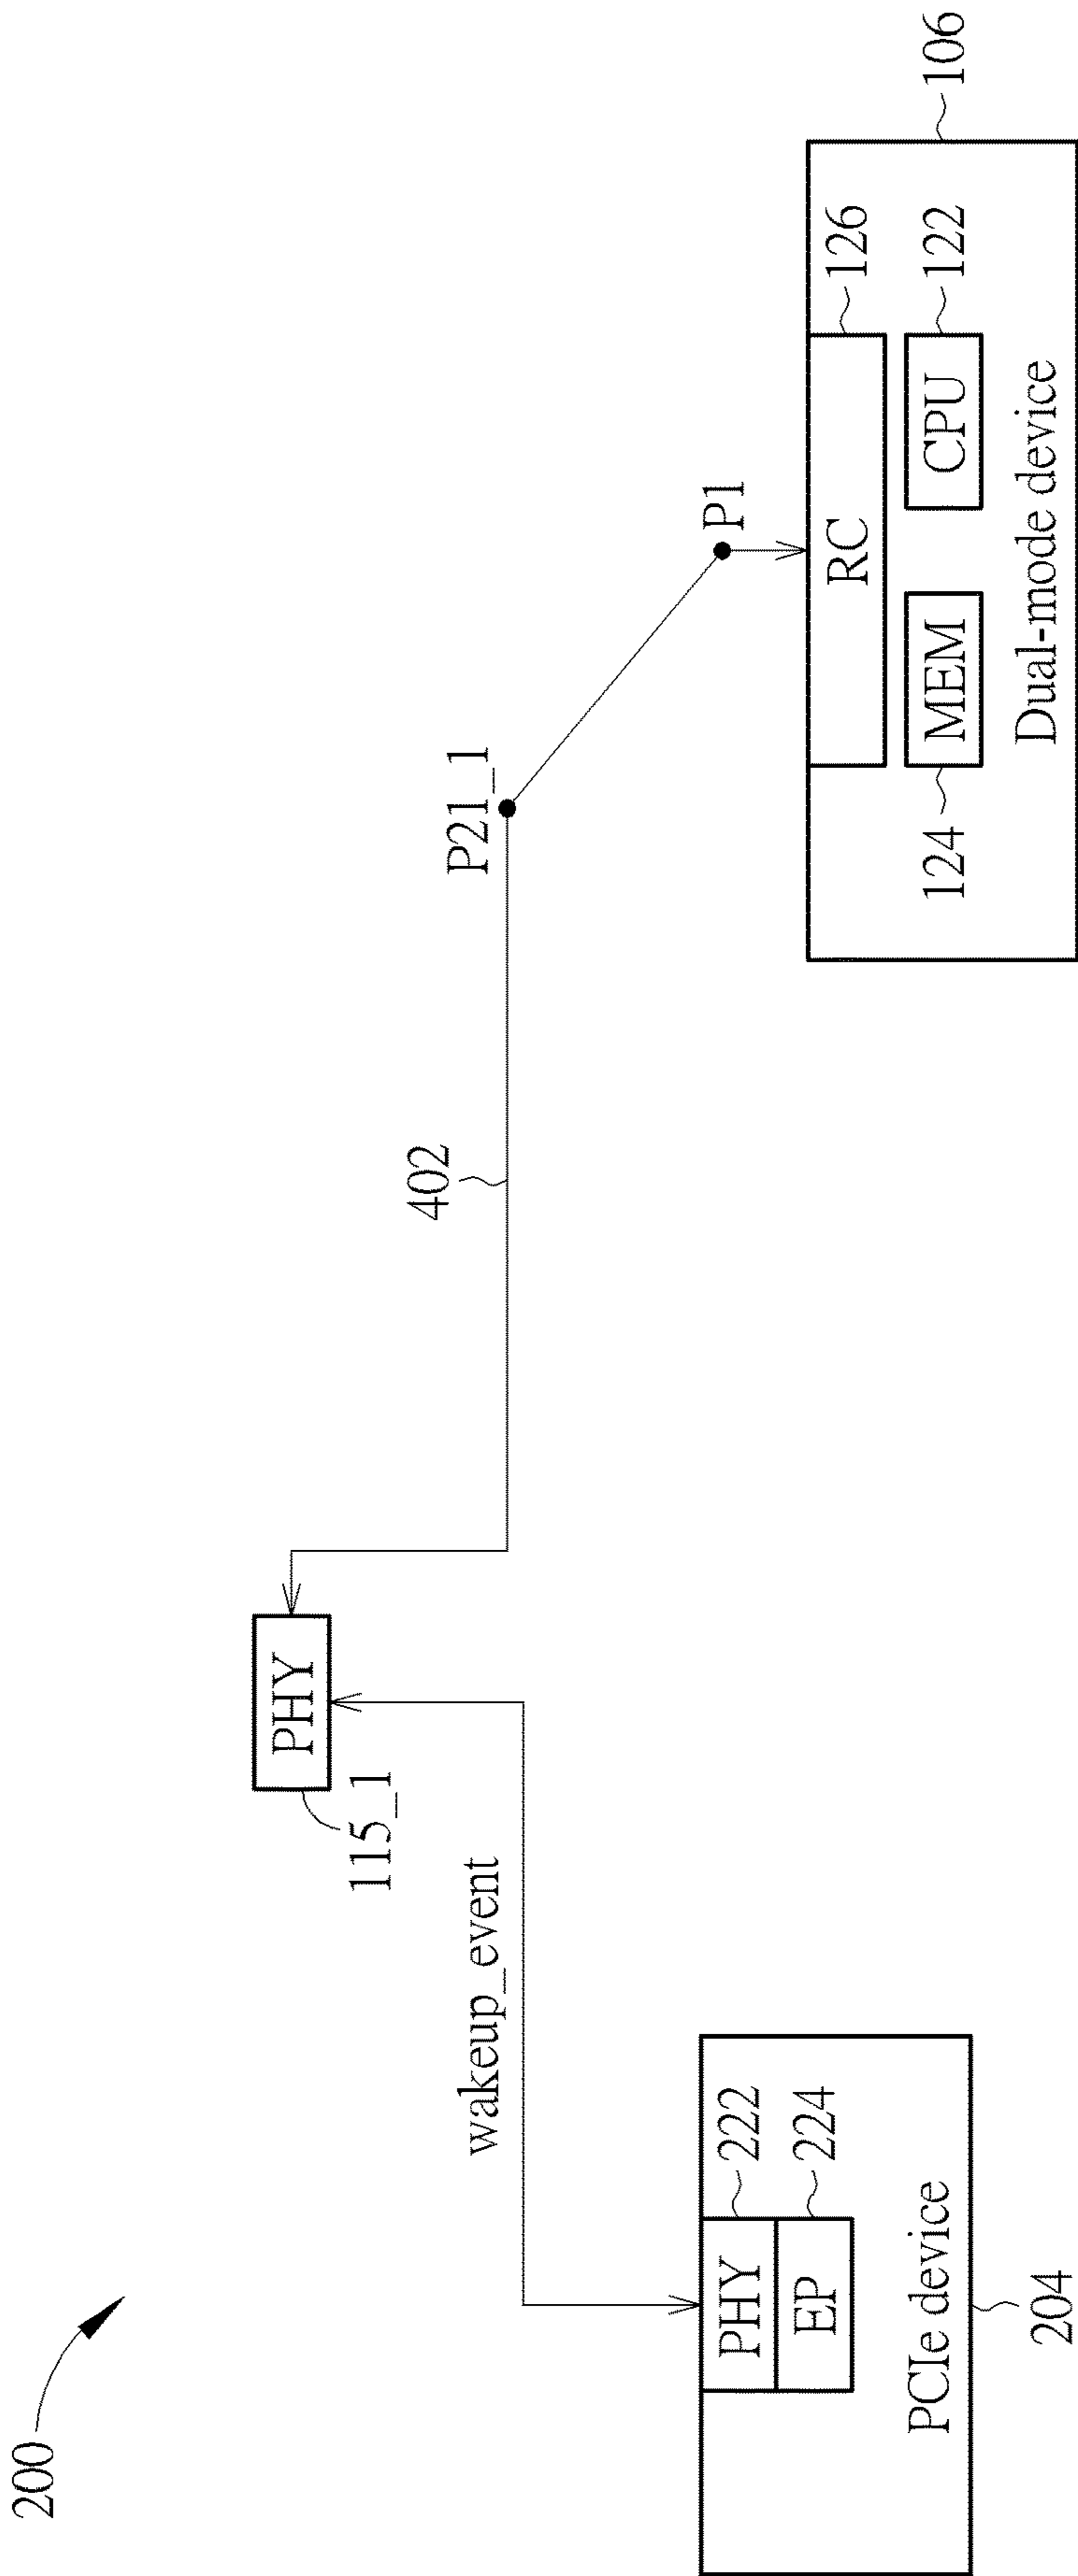 200
PHY
115_1
402
P21_1
wakeup_event
P1
PHY
222
EP
224
PCIe device
204
RC
126
MEM
124
CPU
122
Dual-mode device
106